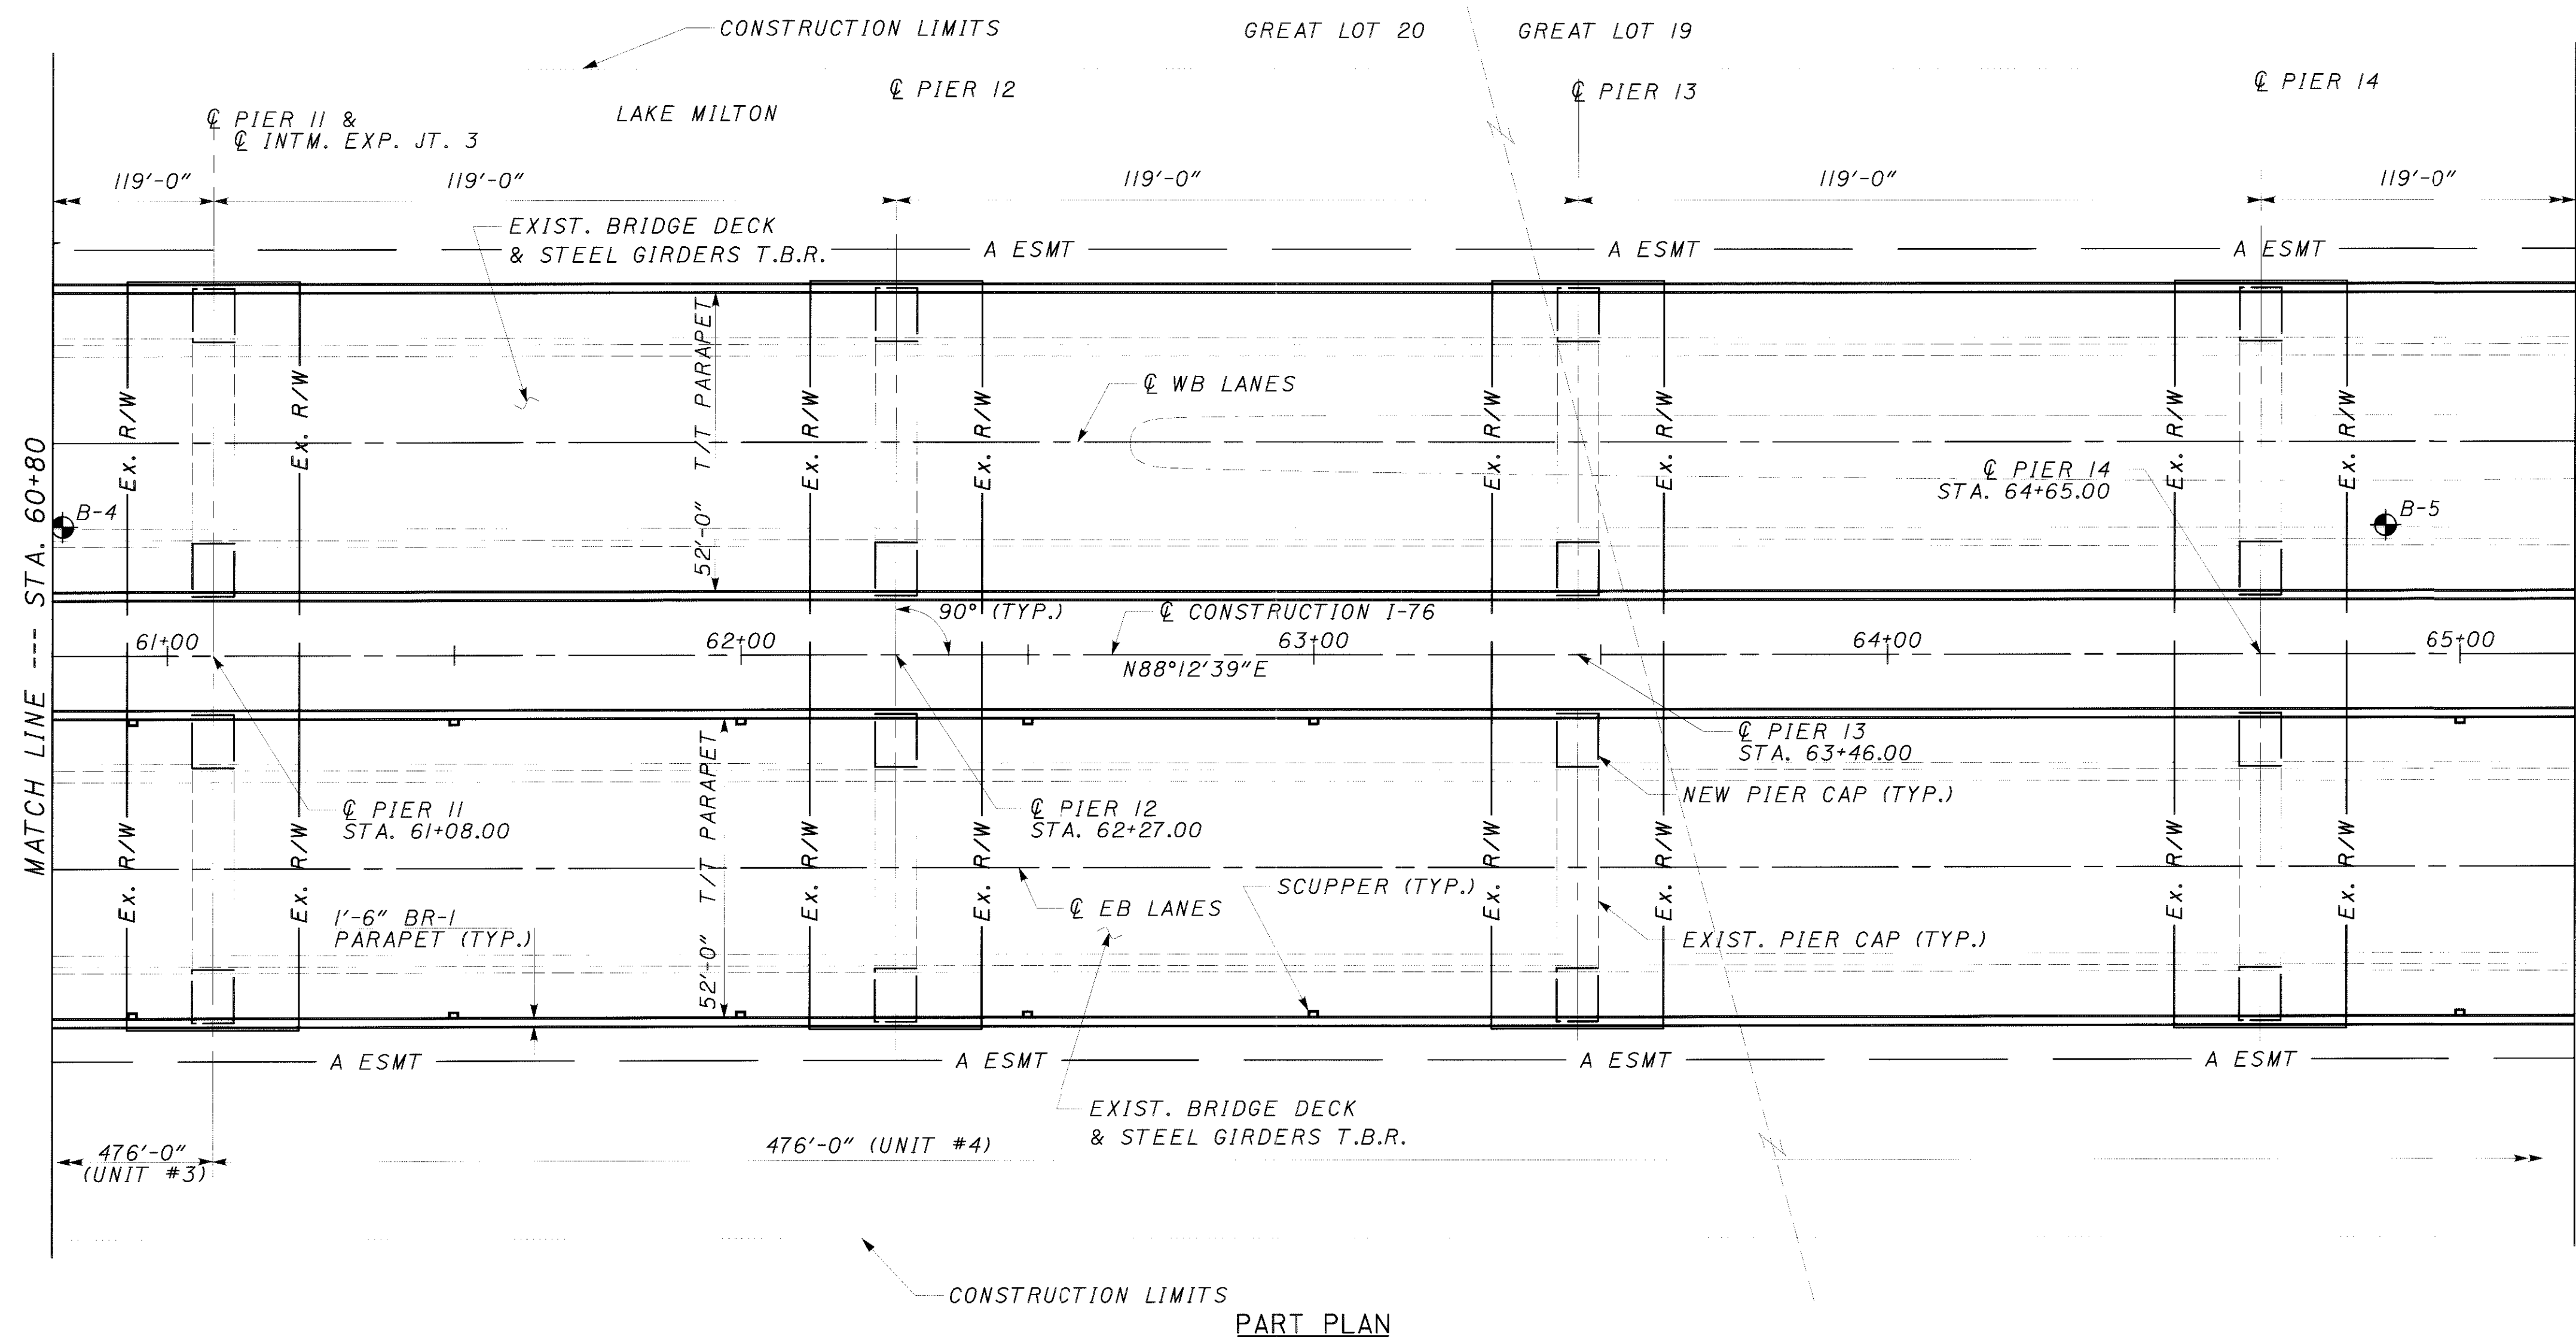 CONSTRUCTION LIMITS
GREAT LOT 20
GREAT LOT 19
℄ PIER 11 &
℄ INTM. EXP. JT. 3
LAKE MILTON
℄ PIER 12
℄ PIER 13
℄ PIER 14
119'-0"
119'-0"
119'-0"
119'-0"
119'-0"
EXIST. BRIDGE DECK
& STEEL GIRDERS T.B.R.
A ESMT
A ESMT
A ESMT
MATCH LINE --- STA. 60+80
Ex. R/W
Ex. R/W
52'-0" T/T PARAPET
Ex. R/W
Ex. R/W
℄ WB LANES
Ex. R/W
Ex. R/W
Ex. R/W
Ex. R/W
℄ PIER 14
STA. 64+65.00
B-4
B-5
90° (TYP.)
℄ CONSTRUCTION I-76
61+00
62+00
63+00
64+00
65+00
N88°12'39"E
℄ PIER 11
STA. 61+08.00
℄ PIER 12
STA. 62+27.00
℄ PIER 13
STA. 63+46.00
NEW PIER CAP (TYP.)
Ex. R/W
Ex. R/W
52'-0" T/T PARAPET
Ex. R/W
Ex. R/W
Ex. R/W
Ex. R/W
Ex. R/W
Ex. R/W
1'-6" BR-1
PARAPET (TYP.)
℄ EB LANES
SCUPPER (TYP.)
EXIST. PIER CAP (TYP.)
A ESMT
A ESMT
A ESMT
A ESMT
EXIST. BRIDGE DECK
& STEEL GIRDERS T.B.R.
476'-0"
(UNIT #3)
476'-0" (UNIT #4)
CONSTRUCTION LIMITS
PART PLAN